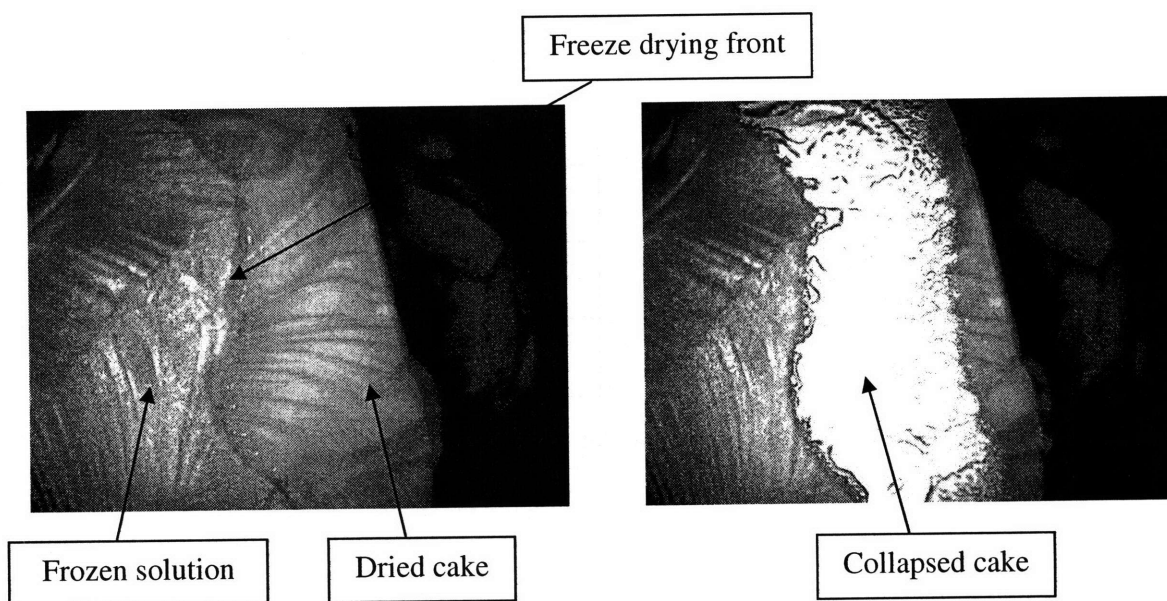 Freeze drying front
Frozen solution
Dried cake
Collapsed cake